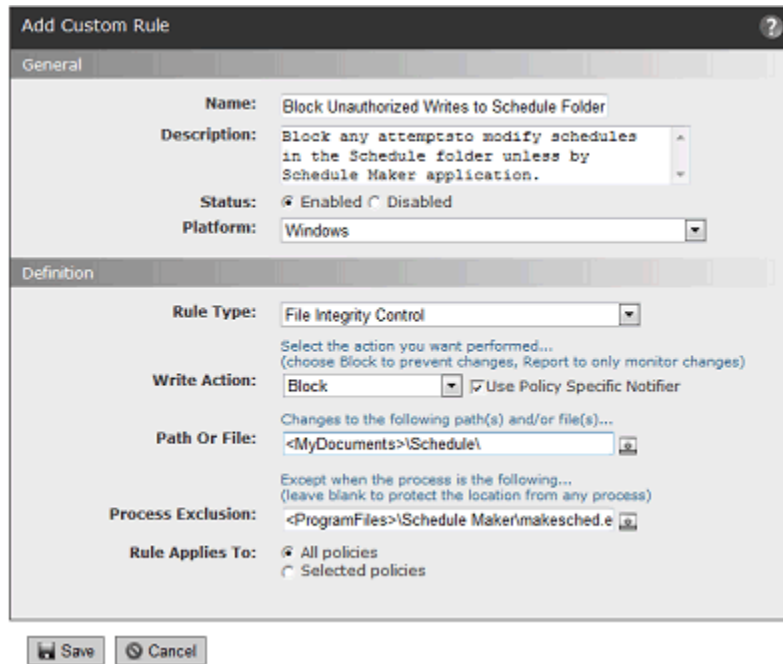 Add Custom Rule
?
General
Name: Block Unauthorized Writes to Schedule Folder
Description: Block any attemptsto modify schedules
in the Schedule folder unless by
Schedule Maker application.
Status: Enabled Disabled
Platform: Windows
Definition
Rule Type: File Integrity Control
Select the action you want performed...
(choose Block to prevent changes, Report to only monitor changes)
Write Action: Block Use Policy Specific Notifier
Changes to the following path(s) and/or file(s)...
Path Or File: <MyDocuments>\Schedule\
Except when the process is the following...
(leave blank to protect the location from any process)
Process Exclusion: <ProgramFiles>\Schedule Maker\makesched.e
Rule Applies To: All policies
Selected policies
Save Cancel